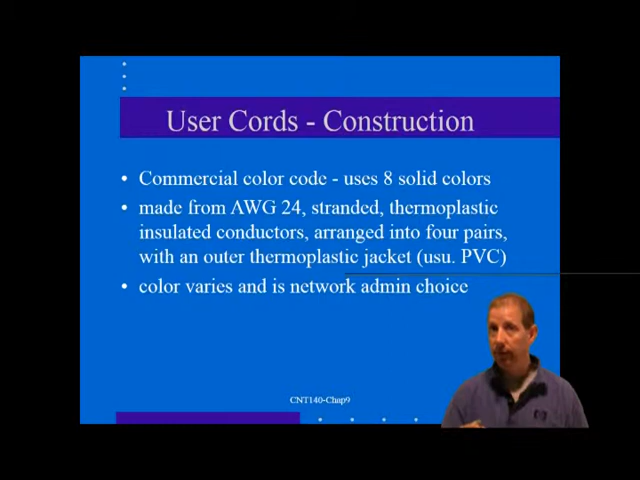 User Cords - Construction
• Commercial color code - uses 8 solid colors
• made from AWG 24, stranded, thermoplastic
insulated conductors, arranged into four pairs,
with an outer thermoplastic jacket (usu. PVC)
• color varies and is network admin choice
CNT140-Chap9